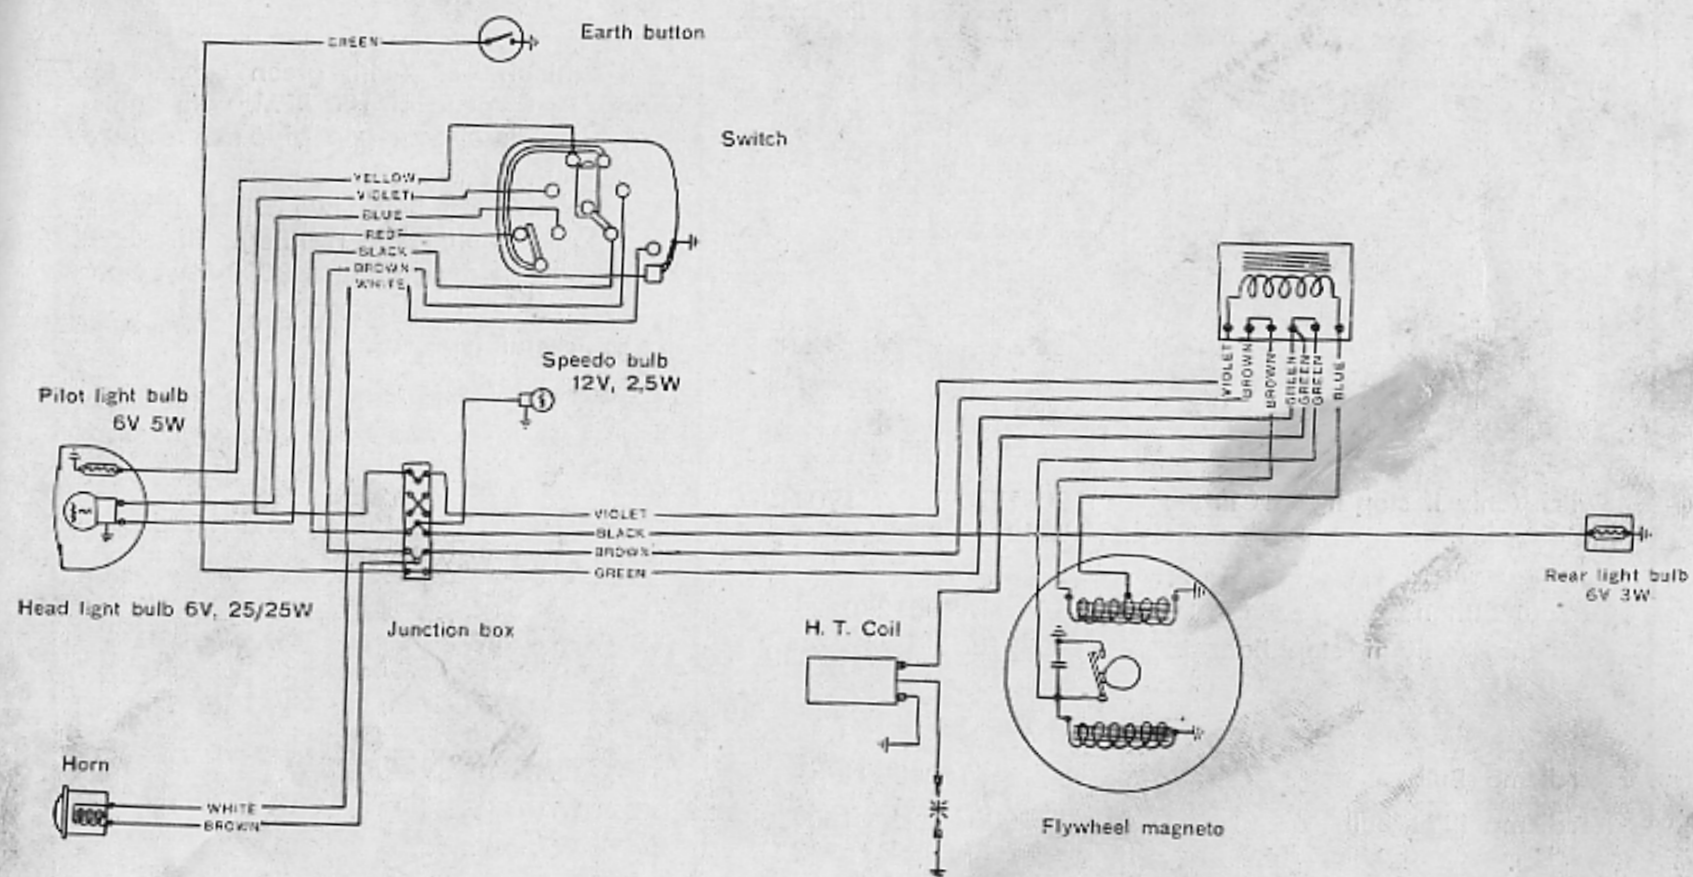 GREEN
Earth button
Switch
YELLOW
VIOLET
BLUE
RED
BLACK
BROWN
WHITE
Speedo bulb
12V, 2,5W
Pilot light bulb
6V 5W
VIOLET
BROWN
BROWN
GREEN
GREEN
GREEN
BLUE
VIOLET
BLACK
BROWN
GREEN
Rear light bulb
6V 3W
Head light bulb 6V, 25/25W
Junction box
H. T. Coil
Horn
WHITE
BROWN
Flywheel magneto